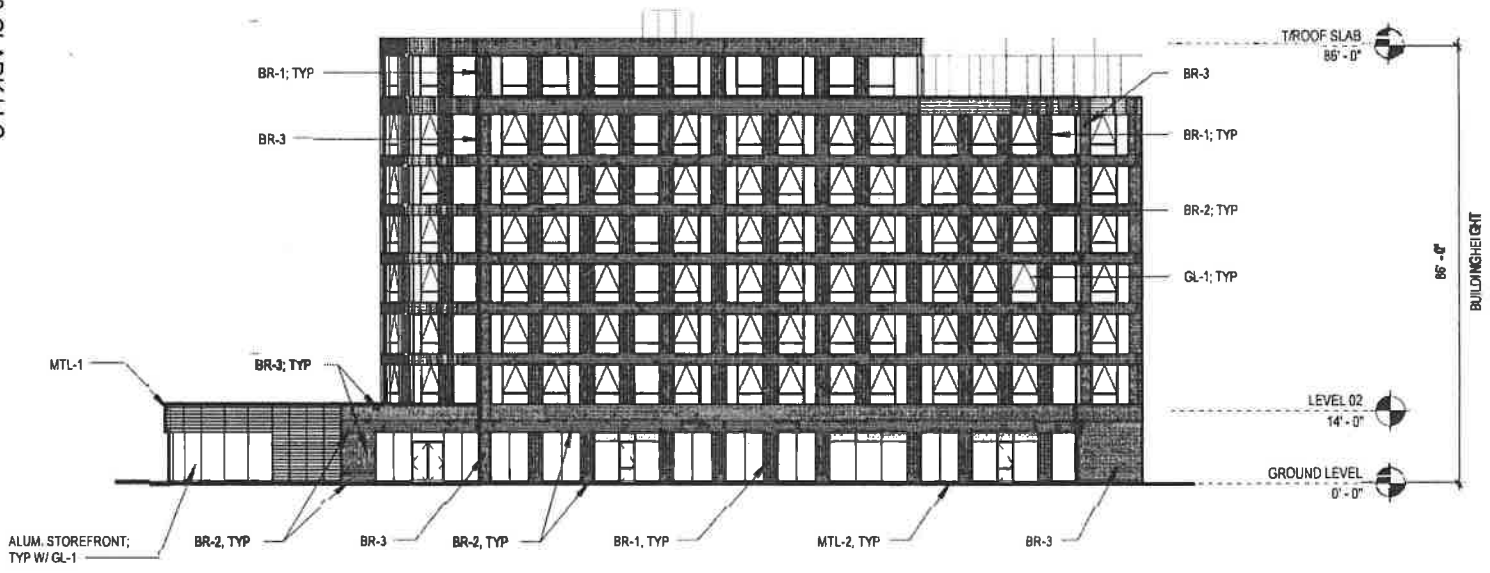 T/ROOF SLAB
86' - 0"
BR-1; TYP
BR-3
BR-3
BR-1; TYP
BR-2; TYP
GL-1; TYP
86' - 0"
BUILDING HEIGHT
MTL-1
BR-3; TYP
LEVEL 02
14' - 0"
GROUND LEVEL
0' - 0"
ALUM. STOREFRONT;
TYP W/ GL-1
BR-2, TYP
BR-3
BR-2, TYP
BR-1, TYP
MTL-2, TYP
BR-3